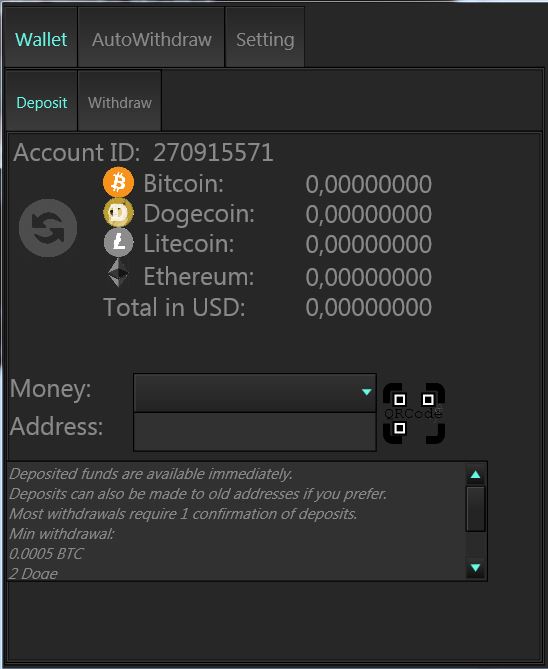 Wallet AutoWithdraw Setting
Deposit Withdraw
Account ID: 270915571
Bitcoin: 0,00000000
Dogecoin: 0,00000000
Litecoin: 0,00000000
Ethereum: 0,00000000
Total in USD: 0,00000000
Money:
QRCode
Address:
Deposited funds are available immediately.
Deposits can also be made to old addresses if you prefer.
Most withdrawals require 1 confirmation of deposits.
Min withdrawal:
0.0005 BTC
2 Doge